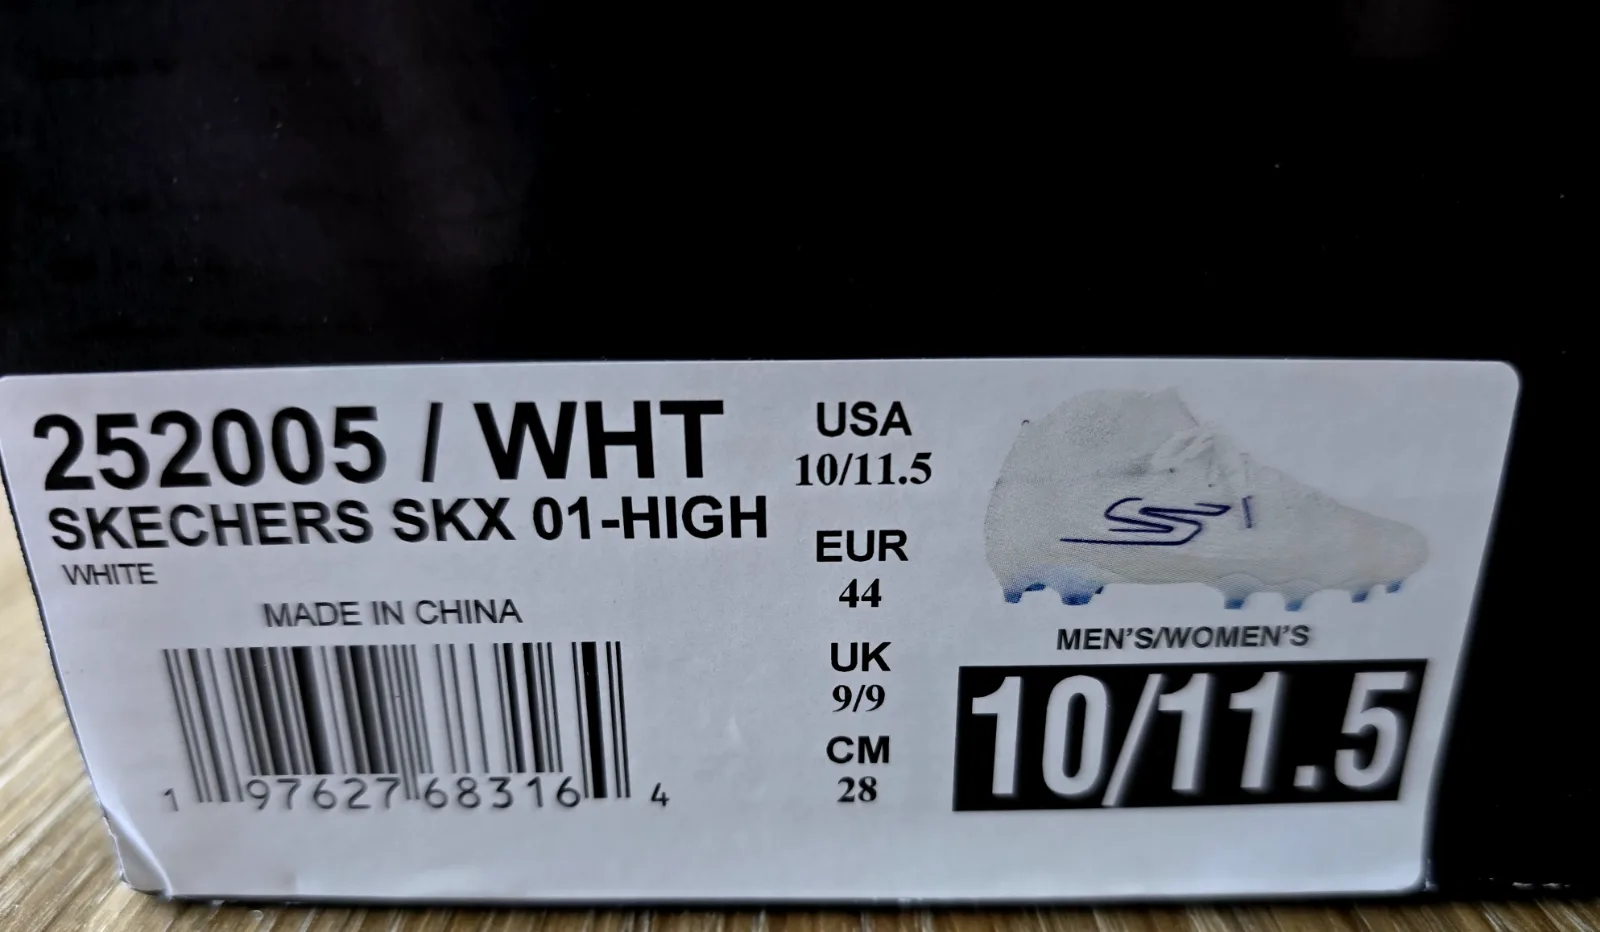 252005 / WHT
SKECHERS SKX 01-HIGH
WHITE
MADE IN CHINA
1 97627 68316 4
USA
10/11.5
EUR
44
UK
9/9
CM
28
MEN'S/WOMEN'S
10/11.5